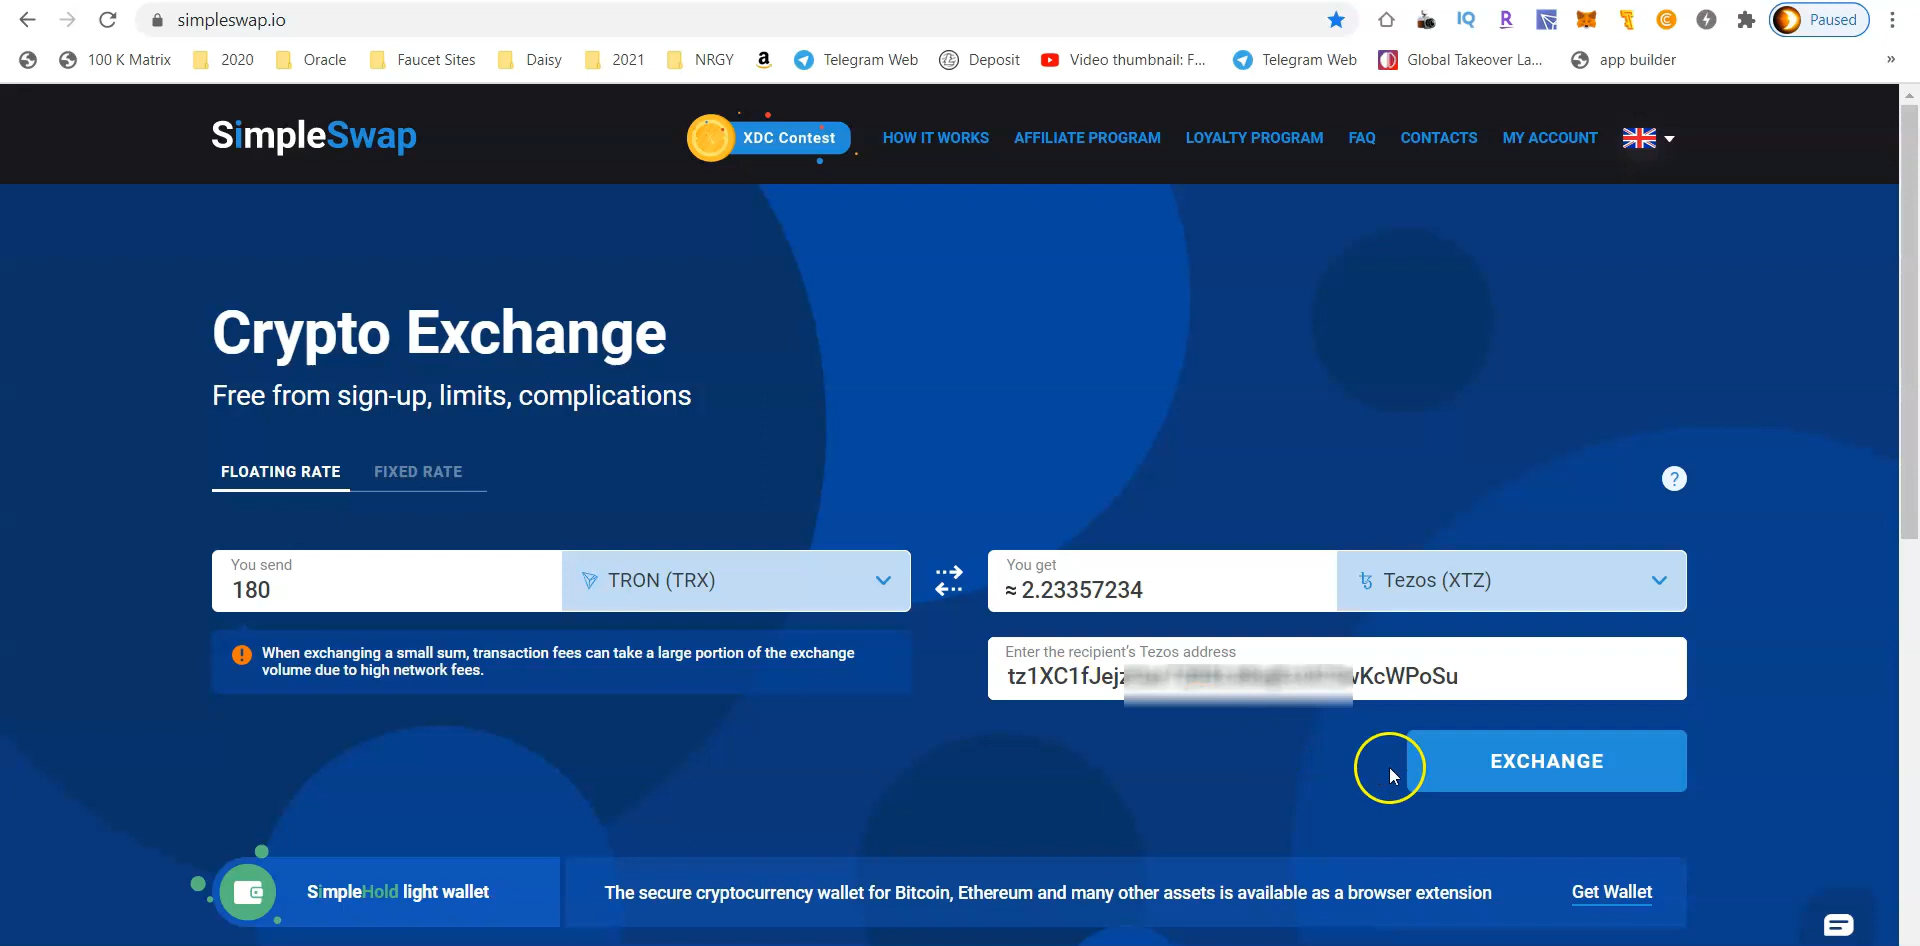 simpleswap.io
Paused
100 K Matrix 2020 Oracle Faucet Sites Daisy 2021 NRGY Telegram Web Deposit Video thumbnail: F... Telegram Web Global Takeover La... app builder »
SimpleSwap
XDC Contest
HOW IT WORKS AFFILIATE PROGRAM LOYALTY PROGRAM FAQ CONTACTS MY ACCOUNT
Crypto Exchange
Free from sign-up, limits, complications
FLOATING RATE FIXED RATE
?
You send
180
TRON (TRX)
You get
≈ 2.23357234
Tezos (XTZ)
! When exchanging a small sum, transaction fees can take a large portion of the exchange
volume due to high network fees.
Enter the recipient's Tezos address
tz1XC1fJej KcWPoSu
EXCHANGE
SimpleHold light wallet
The secure cryptocurrency wallet for Bitcoin, Ethereum and many other assets is available as a browser extension
Get Wallet